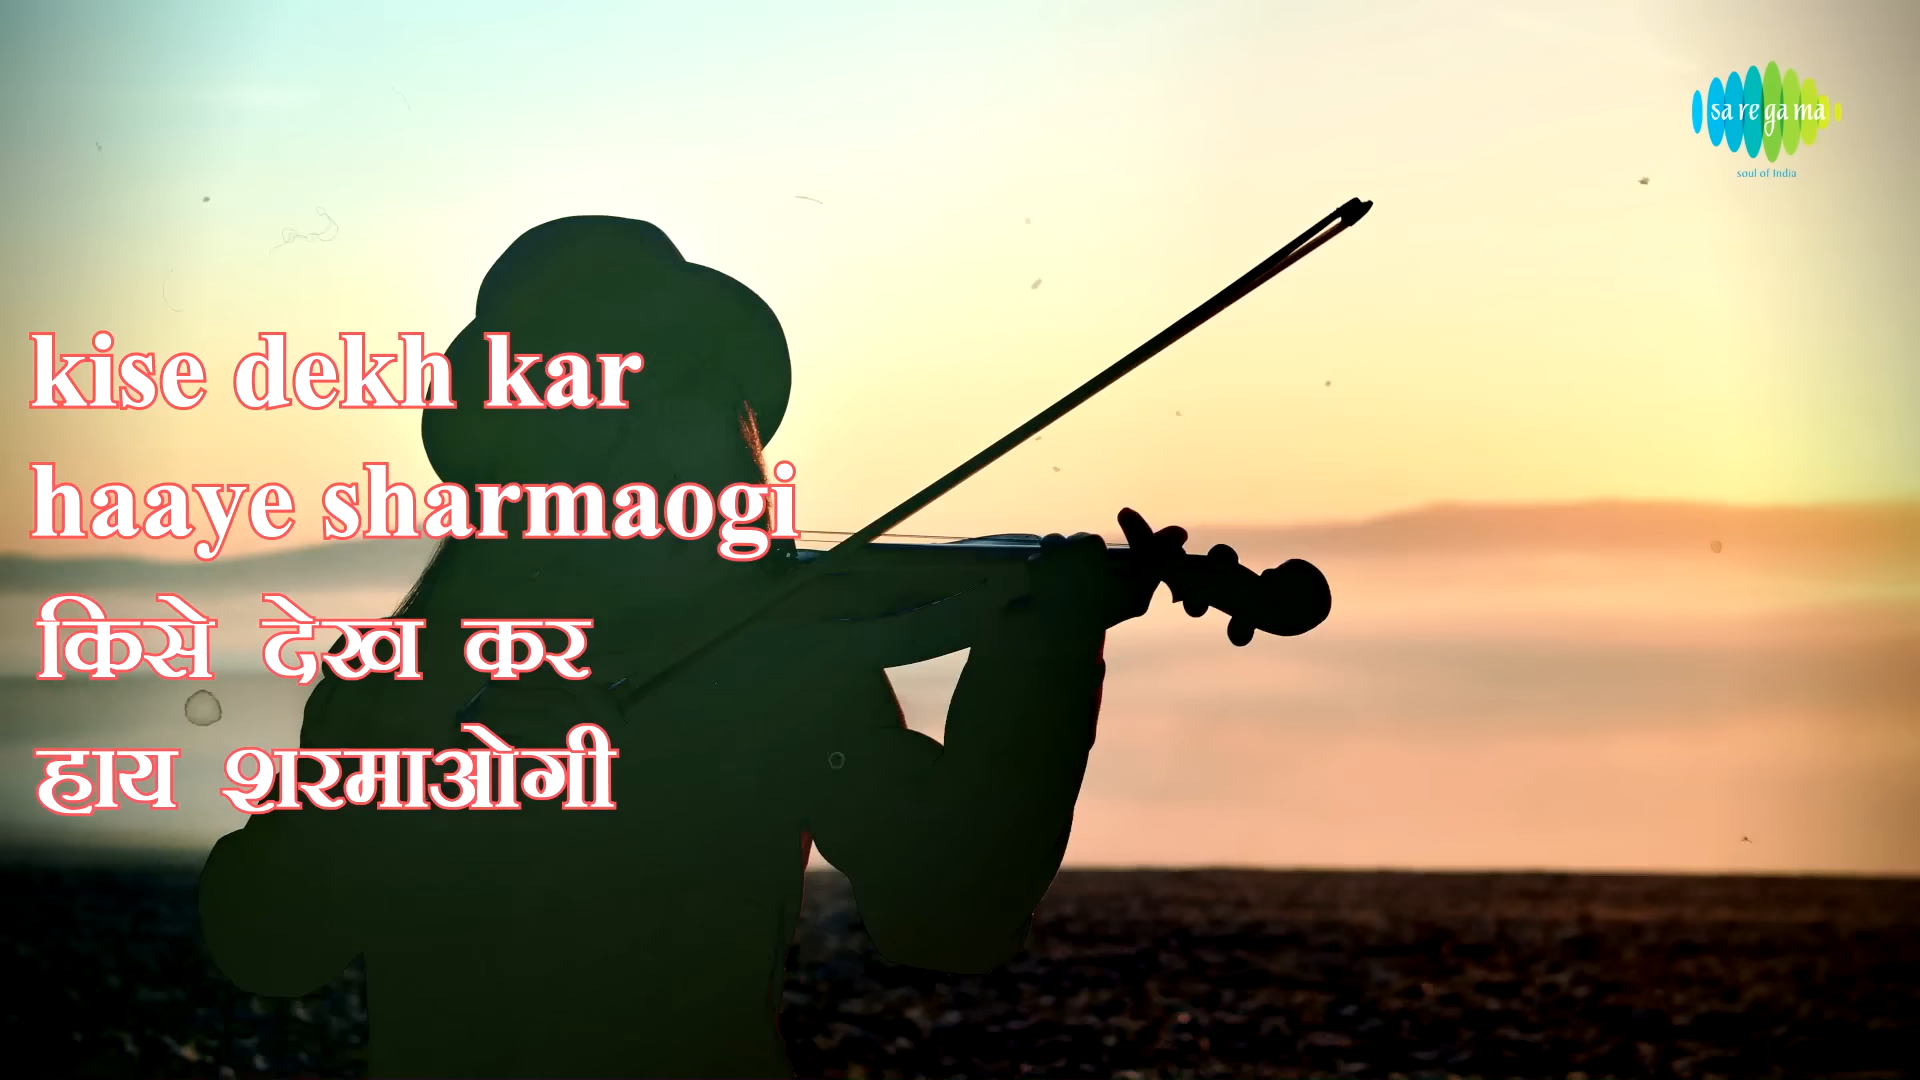 sa re ga ma
soul of India
kise dekh kar
haaye sharmaogi
किसे देख कर
हाय शरमाओगी